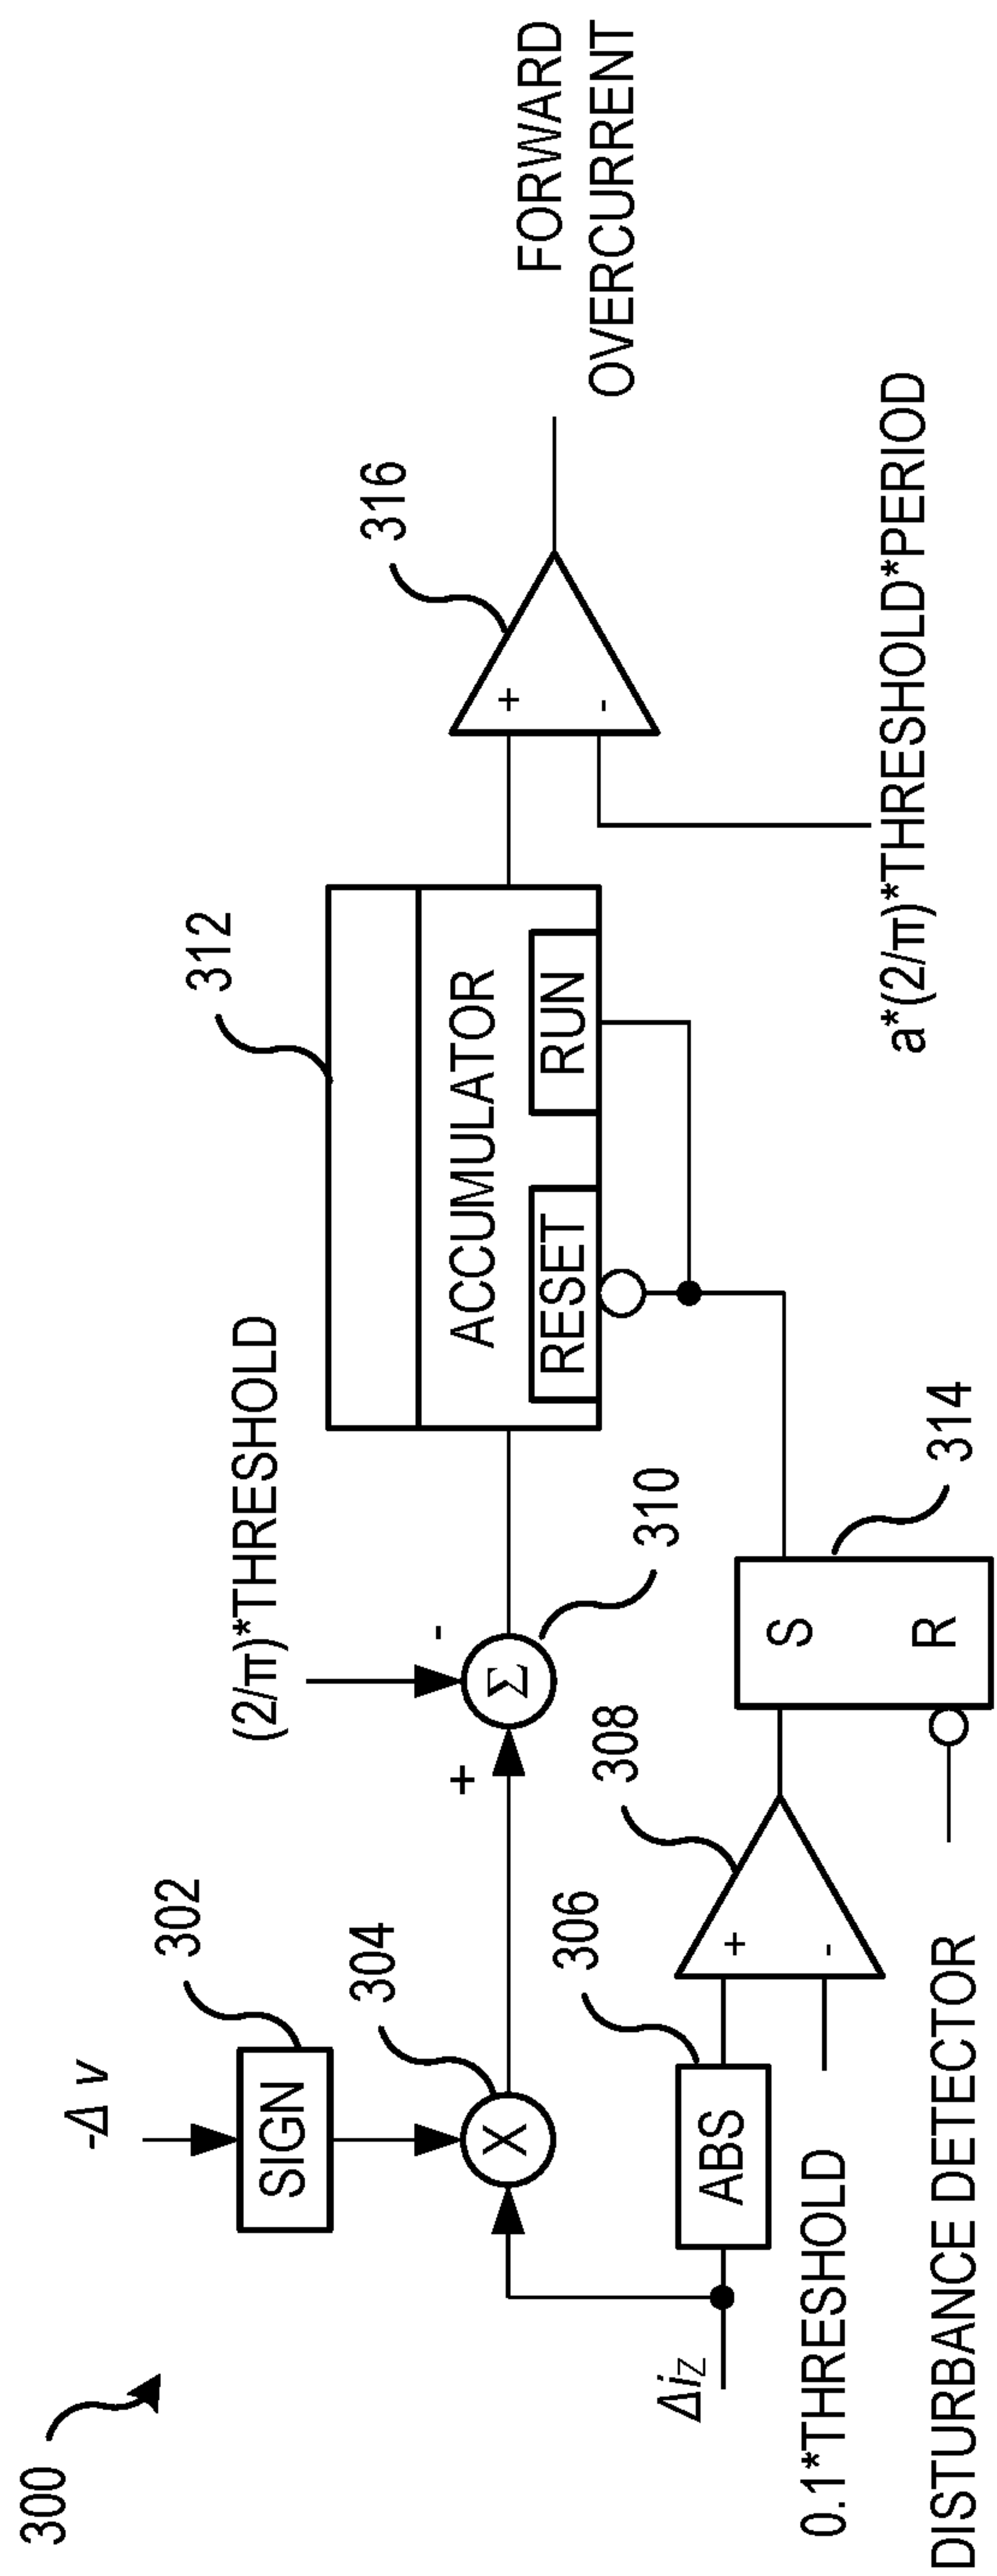 300
-Δ v
302
SIGN
304
X
Δiz
ABS
306
0.1*THRESHOLD
+
-
308
DISTURBANCE DETECTOR
S
R
314
(2/π)*THRESHOLD
+
-
Σ
310
312
ACCUMULATOR
RESET
RUN
316
+
-
a*(2/π)*THRESHOLD*PERIOD
FORWARD
OVERCURRENT